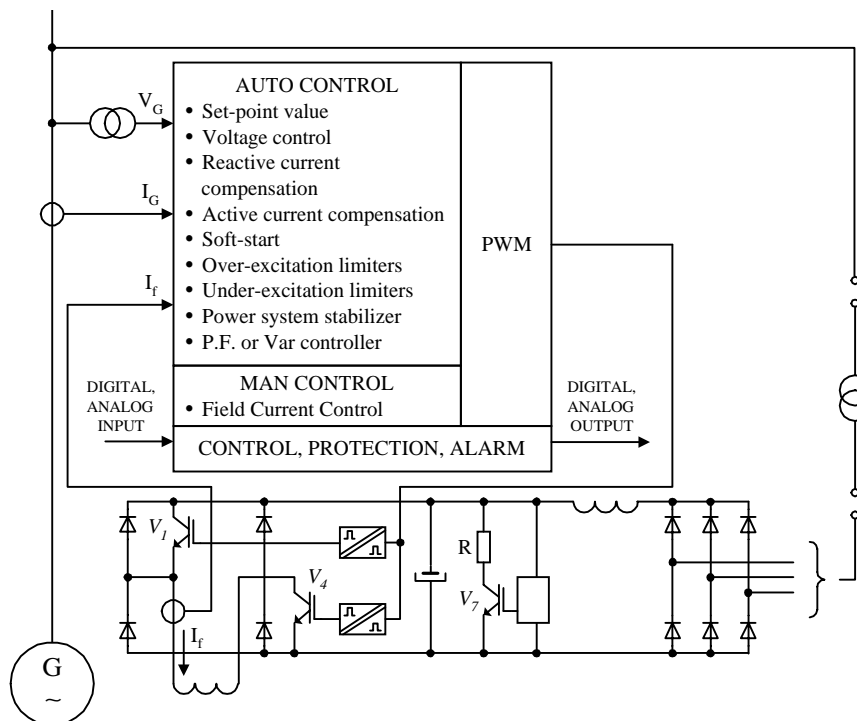 AUTO CONTROL
• Set-point value
• Voltage control
• Reactive current
compensation
• Active current compensation
• Soft-start
• Over-excitation limiters
• Under-excitation limiters
• Power system stabilizer
• P.F. or Var controller
V_G
I_G
I_f
PWM
MAN CONTROL
• Field Current Control
DIGITAL,
ANALOG
INPUT
DIGITAL,
ANALOG
OUTPUT
CONTROL, PROTECTION, ALARM
V_1
V_4
R
V_7
I_f
G
~